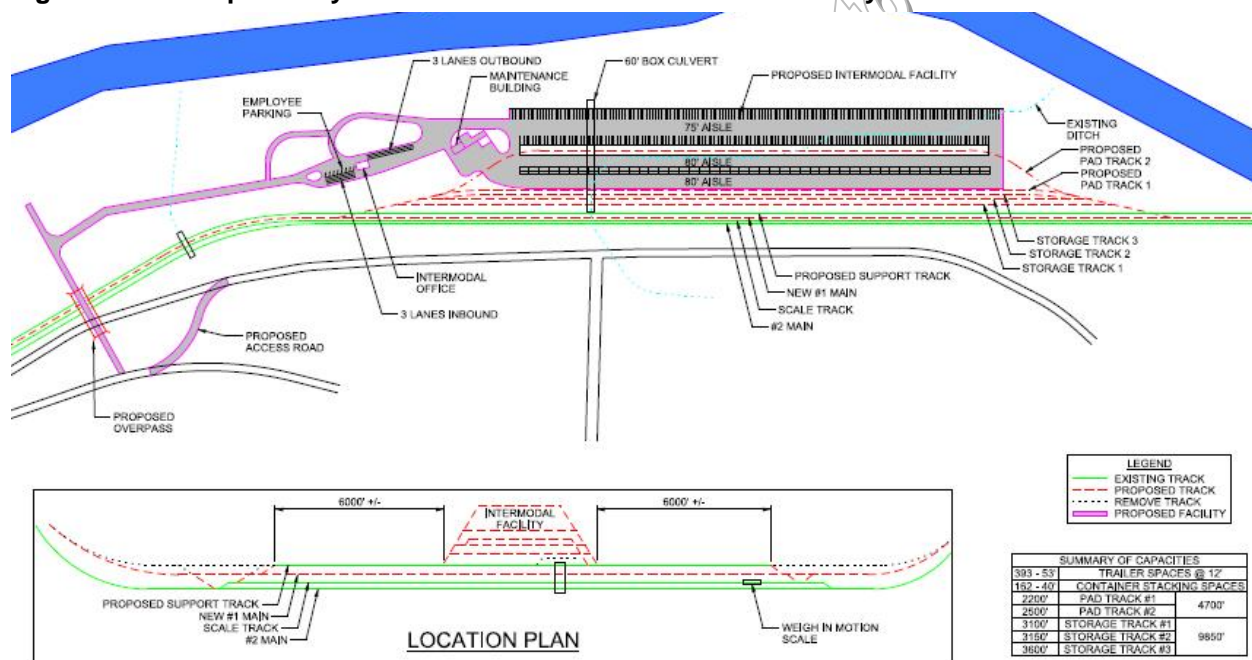 3 LANES OUTBOUND
60' BOX CULVERT
MAINTENANCE
BUILDING
PROPOSED INTERMODAL FACILITY
EMPLOYEE
PARKING
75' AISLE
EXISTING
DITCH
80' AISLE
80' AISLE
PROPOSED
PAD TRACK 2
PROPOSED
PAD TRACK 1
STORAGE TRACK 3
STORAGE TRACK 2
STORAGE TRACK 1
INTERMODAL
OFFICE
3 LANES INBOUND
PROPOSED SUPPORT TRACK
NEW #1 MAIN
SCALE TRACK
#2 MAIN
PROPOSED
ACCESS ROAD
PROPOSED
OVERPASS
LEGEND
EXISTING TRACK
PROPOSED TRACK
REMOVE TRACK
PROPOSED FACILITY
6000' +/-
INTERMODAL
FACILITY
6000' +/-
PROPOSED SUPPORT TRACK
NEW #1 MAIN
SCALE TRACK
#2 MAIN
WEIGH IN MOTION
SCALE
LOCATION PLAN
SUMMARY OF CAPACITIES
393 - 53' TRAILER SPACES @ 12'
162 - 40' CONTAINER STACKING SPACES
2200' PAD TRACK #1 4700'
2500' PAD TRACK #2
3100' STORAGE TRACK #1 9850'
3150' STORAGE TRACK #2
3600' STORAGE TRACK #3